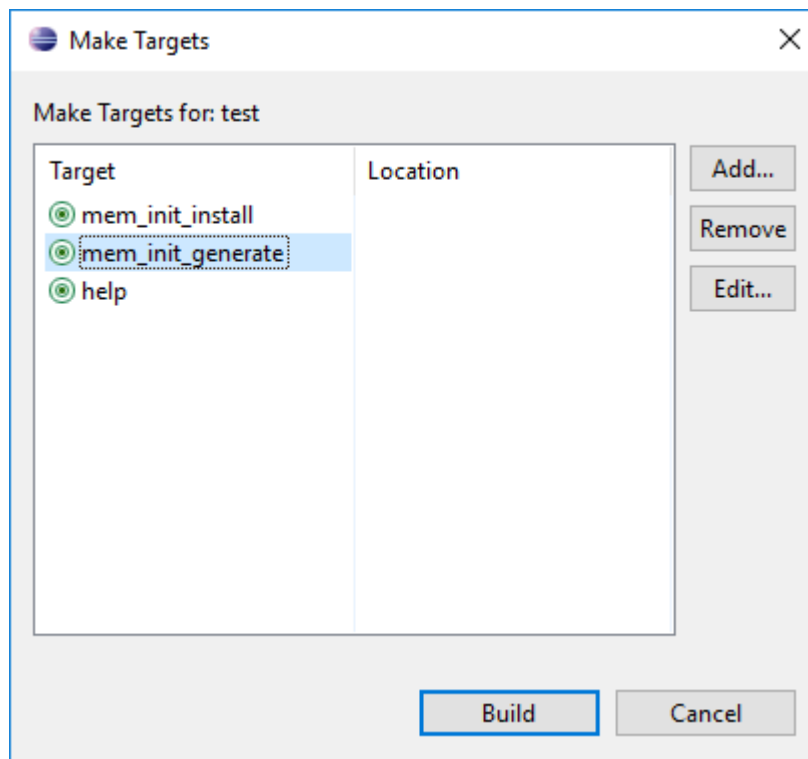 Make Targets
Make Targets for: test
Target Location
mem_init_install
mem_init_generate
help
Add...
Remove
Edit...
Build Cancel